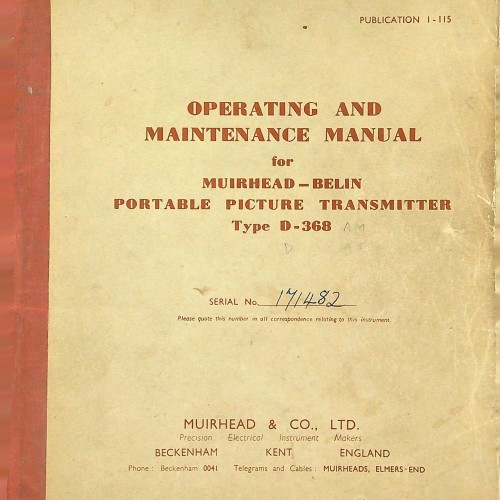 PUBLICATION 1-115
OPERATING AND
MAINTENANCE MANUAL
for
MUIRHEAD—BELIN
PORTABLE PICTURE TRANSMITTER
Type D-368 AM
D AS
SERIAL No. 171482
Please quote this number in all correspondence relating to this instrument.
MUIRHEAD & CO., LTD.
Precision Electrical Instrument Makers
BECKENHAM KENT ENGLAND
Phone: Beckenham 0041 Telegrams and Cables: MUIRHEADS, ELMERS-END